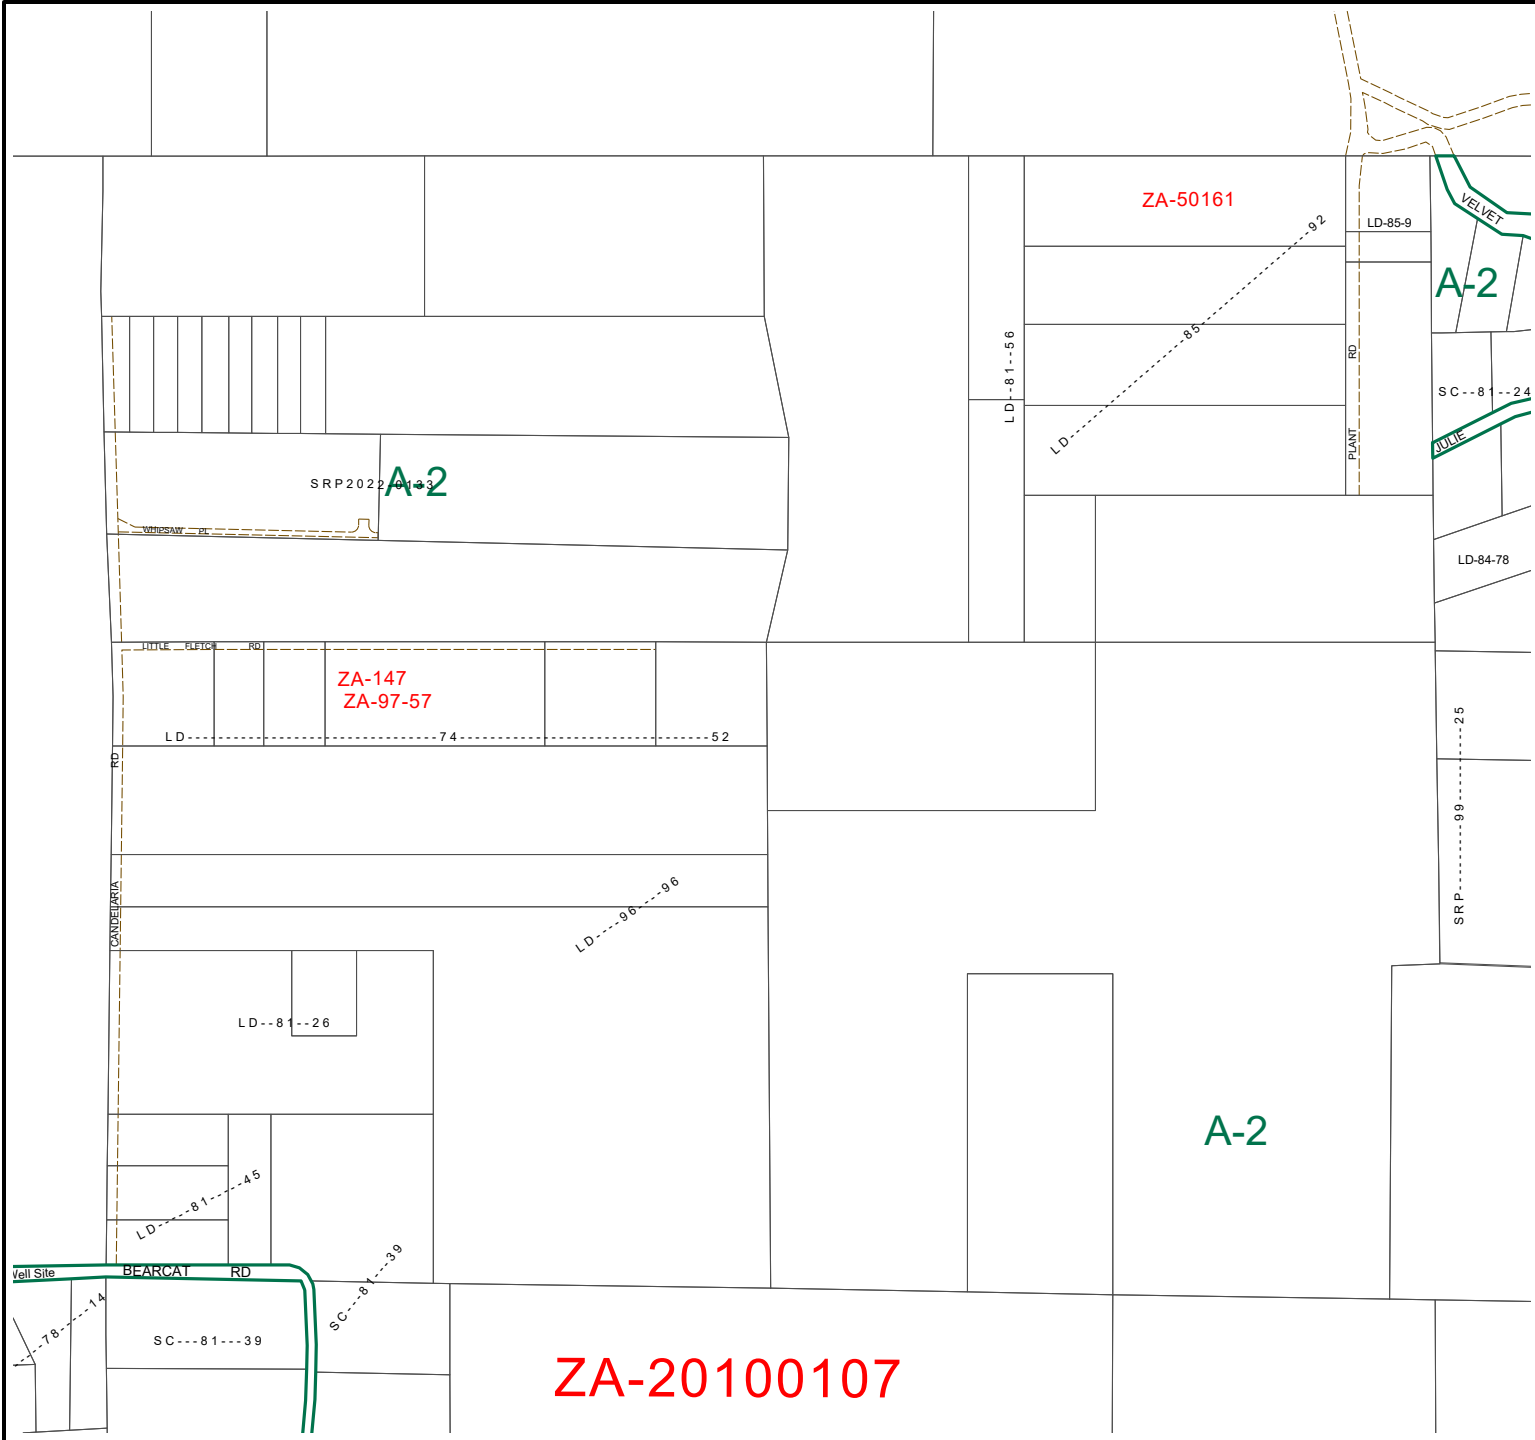 ZA-50161
VELVET
LD-85-9
LD-----85-----92
A-2
LD--81--56
PLANT RD
SC--81--24
JULIE
SRP2022-0133
A-2
WHIPSAW PL
LD-84-78
LITTLE FLETCH RD
ZA-147
ZA-97-57
LD-----74-----52
CANDELARIA RD
SRP-----99-----25
LD-----96-----96
LD--81--26
A-2
LD-----81-----45
SC---81---39
Well Site
BEARCAT RD
78-----14
SC---81---39
ZA-20100107